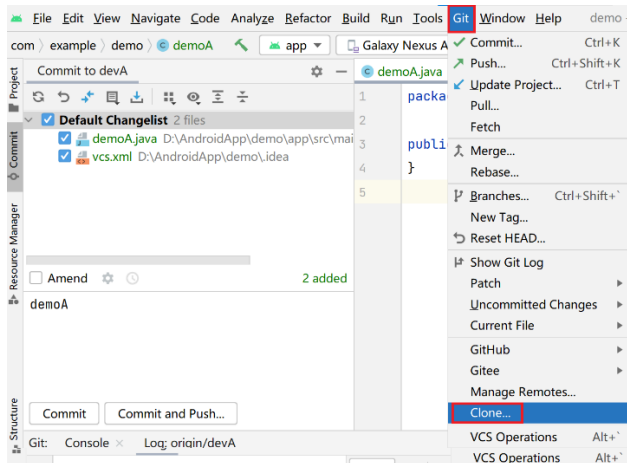 File Edit View Navigate Code Analyze Refactor Build Run Tools Git Window Help demo
com example demo demoA app Galaxy Nexus A
Commit to devA
demoA.java
Default Changelist 2 files
demoA.java D:\AndroidApp\demo\app\src\mai
vcs.xml D:\AndroidApp\demo\.idea
1 packa
2
3 publi
4 }
5
Amend
2 added
demoA
Commit
Commit and Push...
Git: Console Log: origin/devA
Project
Commit
Resource Manager
Structure
Commit... Ctrl+K
Push... Ctrl+Shift+K
Update Project... Ctrl+T
Pull...
Fetch
Merge...
Rebase...
Branches... Ctrl+Shift+`
New Tag...
Reset HEAD...
Show Git Log
Patch
Uncommitted Changes
Current File
GitHub
Gitee
Manage Remotes...
Clone...
VCS Operations Alt+`
VCS Operations Alt+`